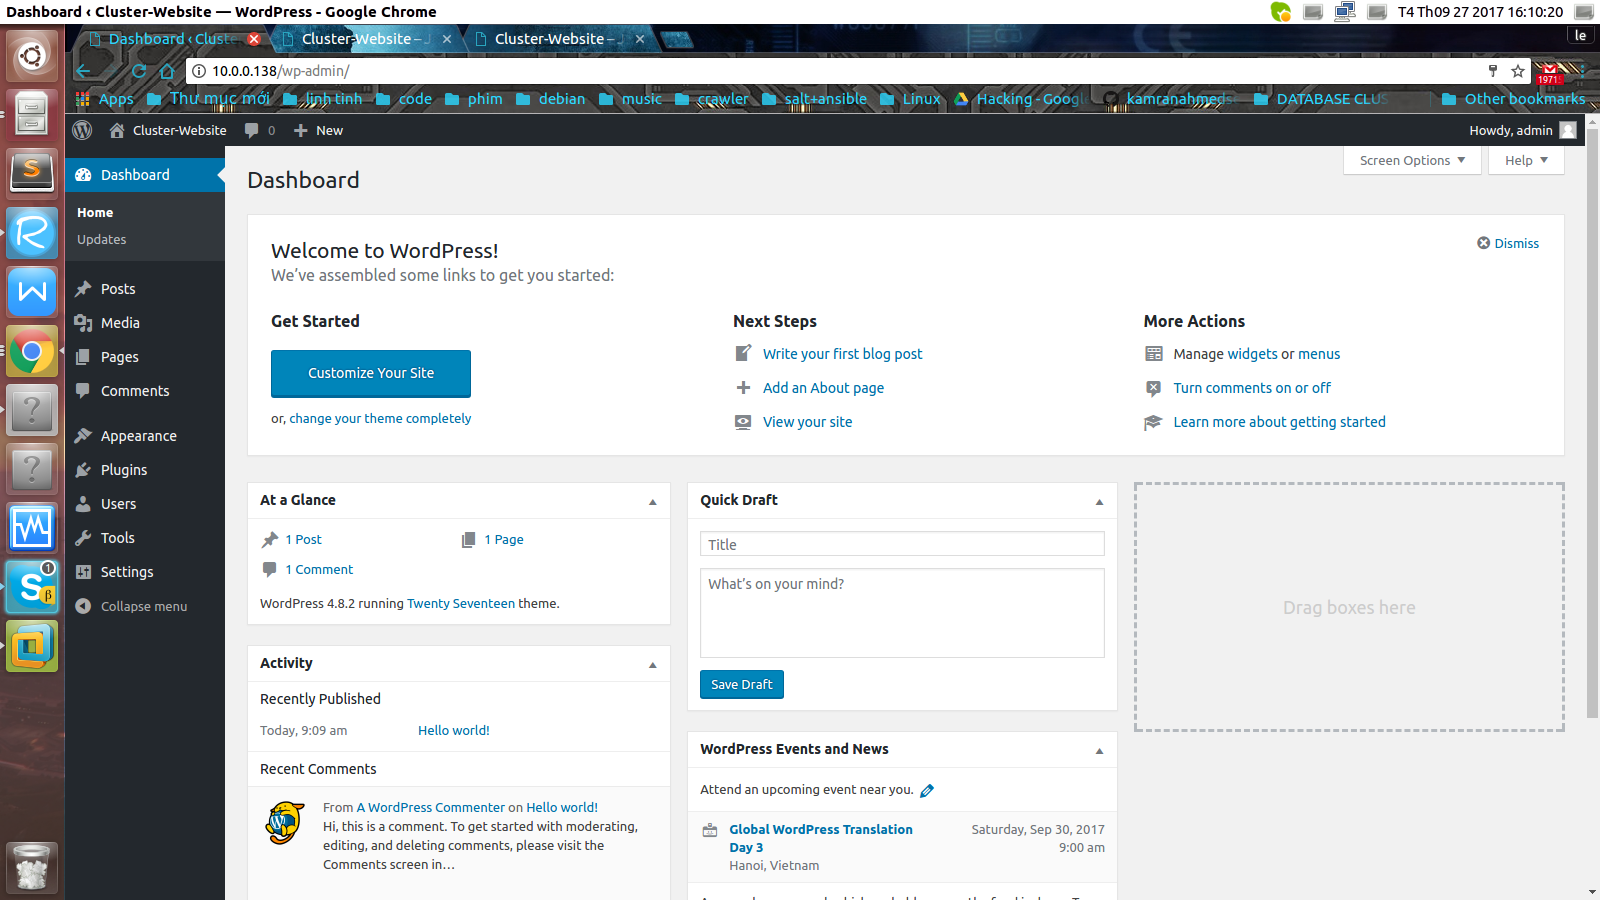 Dashboard ‹ Cluster-Website — WordPress - Google Chrome
T4 Th09 27 2017 16:10:20
Dashboard ‹ Cluste
Cluster-Website –
Cluster-Website –
le
10.0.0.138/wp-admin/
1971
Apps
Thư mục mới
linh tinh
code
phim
debian
music
crawler
salt+ansible
Linux
Hacking - Googl
kamranahmeds
DATABASE CLUS
Other bookmarks
Cluster-Website
0
New
Howdy, admin
Dashboard
Home
Updates
Posts
Media
Pages
Comments
Appearance
Plugins
Users
Tools
Settings
Collapse menu
Screen Options
Help
Dashboard
Welcome to WordPress!
We’ve assembled some links to get you started:
Dismiss
Get Started
Customize Your Site
or, change your theme completely
Next Steps
Write your first blog post
Add an About page
View your site
More Actions
Manage widgets or menus
Turn comments on or off
Learn more about getting started
At a Glance
1 Post
1 Page
1 Comment
WordPress 4.8.2 running Twenty Seventeen theme.
Activity
Recently Published
Today, 9:09 am
Hello world!
Recent Comments
From A WordPress Commenter on Hello world!
Hi, this is a comment. To get started with moderating,
editing, and deleting comments, please visit the
Comments screen in…
Quick Draft
Title
What’s on your mind?
Save Draft
WordPress Events and News
Attend an upcoming event near you.
Global WordPress Translation
Day 3
Hanoi, Vietnam
Saturday, Sep 30, 2017
9:00 am
Drag boxes here